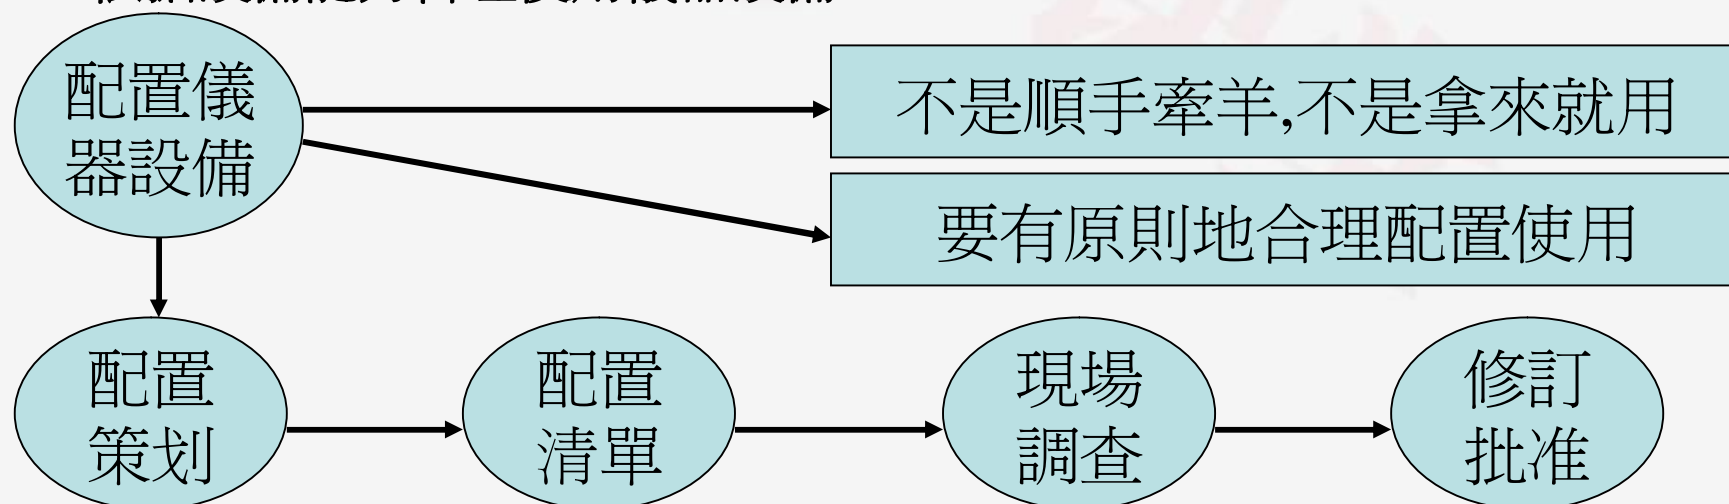 配置儀
器設備
不是順手牽羊,不是拿來就用
要有原則地合理配置使用
配置
策划
配置
清單
現場
調查
修訂
批准